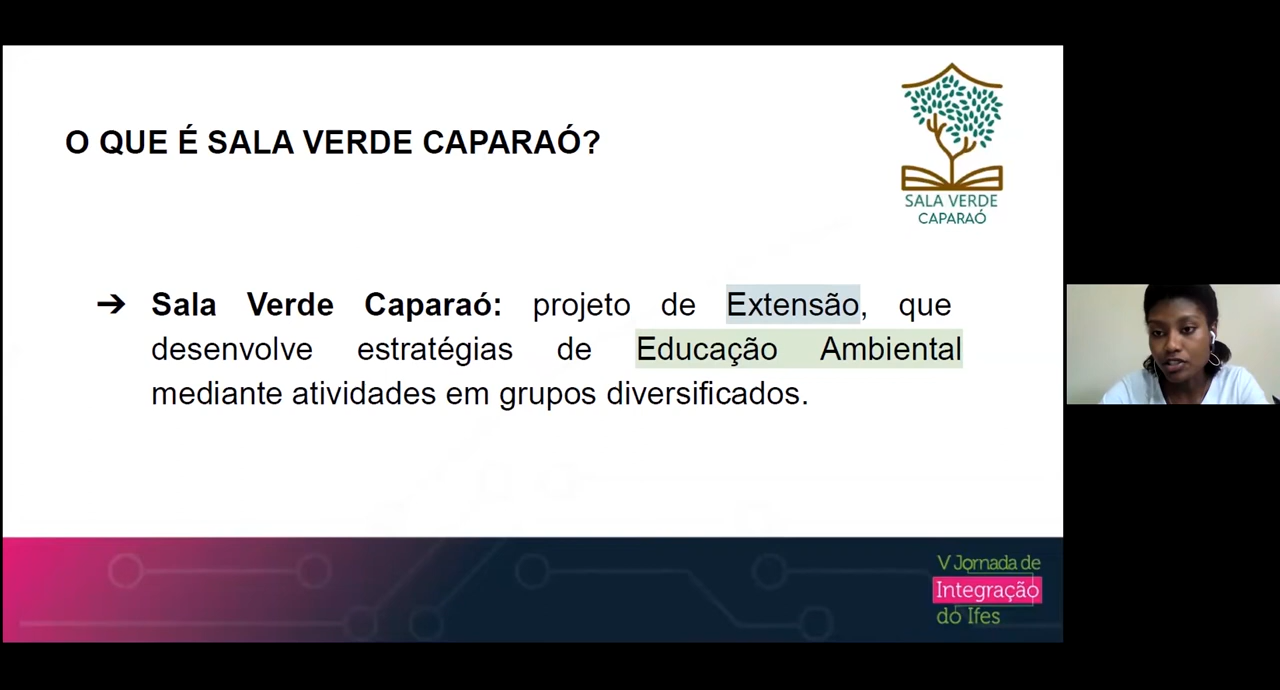 O QUE É SALA VERDE CAPARAÓ?
SALA VERDE
CAPARAÓ
➔ Sala Verde Caparaó: projeto de Extensão, que
desenvolve estratégias de Educação Ambiental
mediante atividades em grupos diversificados.
V Jornada de
Integração
do Ifes